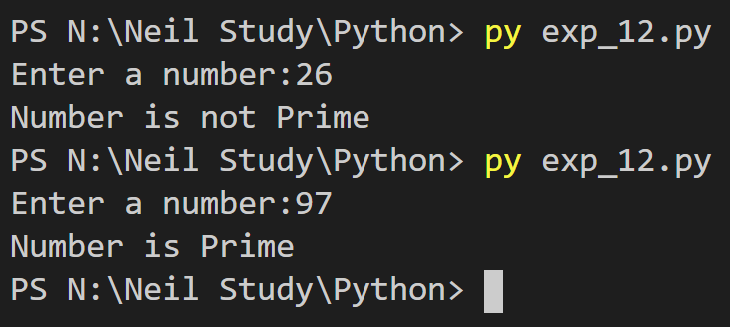 PS N:\Neil Study\Python> py exp_12.py
Enter a number:26
Number is not Prime
PS N:\Neil Study\Python> py exp_12.py
Enter a number:97
Number is Prime
PS N:\Neil Study\Python>